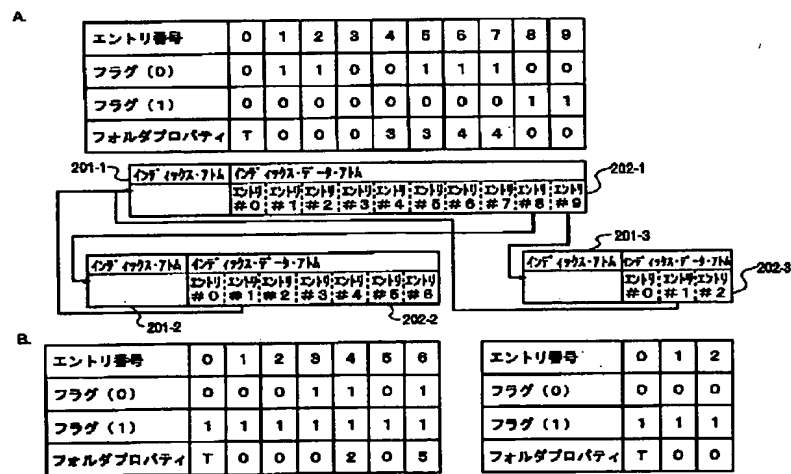 A.
エントリ番号 0 1 2 3 4 5 6 7 8 9
フラグ (0) 0 1 1 0 0 1 1 1 0 0
フラグ (1) 0 0 0 0 0 0 0 0 1 1
フォルダプロパティ T 0 0 0 3 3 4 4 0 0
201-1
インディックス・アトム インディックス・データ・アトム
202-1
エントリ #0 エントリ #1 エントリ #2 エントリ #3 エントリ #4 エントリ #5 エントリ #6 エントリ #7 エントリ #8 エントリ #9
201-3
インディックス・アトム インディックス・データ・アトム
エントリ #0 エントリ #1 エントリ #2 エントリ #3 エントリ #4 エントリ #5 エントリ #6
201-2
202-2
インディックス・アトム インディックス・データ・アトム
エントリ #0 エントリ #1 エントリ #2
202-3
B.
エントリ番号 0 1 2 3 4 5 6
フラグ (0) 0 0 0 1 1 0 1
フラグ (1) 1 1 1 1 1 1 1
フォルダプロパティ T 0 0 0 2 0 5
エントリ番号 0 1 2
フラグ (0) 0 0 0
フラグ (1) 1 1 1
フォルダプロパティ T 0 0